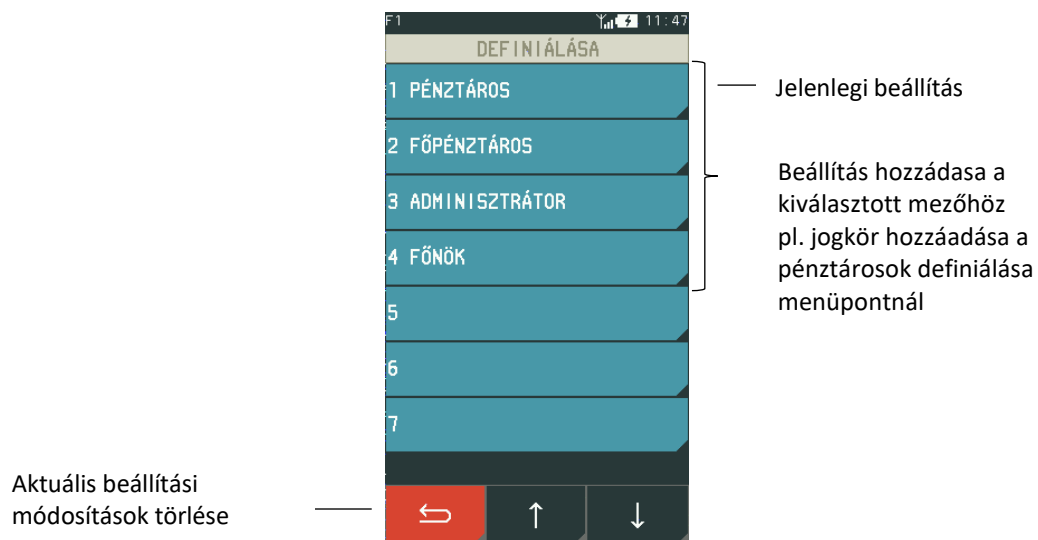 F1 11:47
DEFINIÁLÁSA
1 PÉNZTÁROS
2 FŐPÉNZTÁROS
3 ADMINISZTRÁTOR
4 FŐNÖK
5
6
7
Jelenlegi beállítás
Beállítás hozzádasa a
kiválasztott mezőhöz
pl. jogkör hozzáadása a
pénztárosok definiálása
menüpontnál
Aktuális beállítási
módosítások törlése